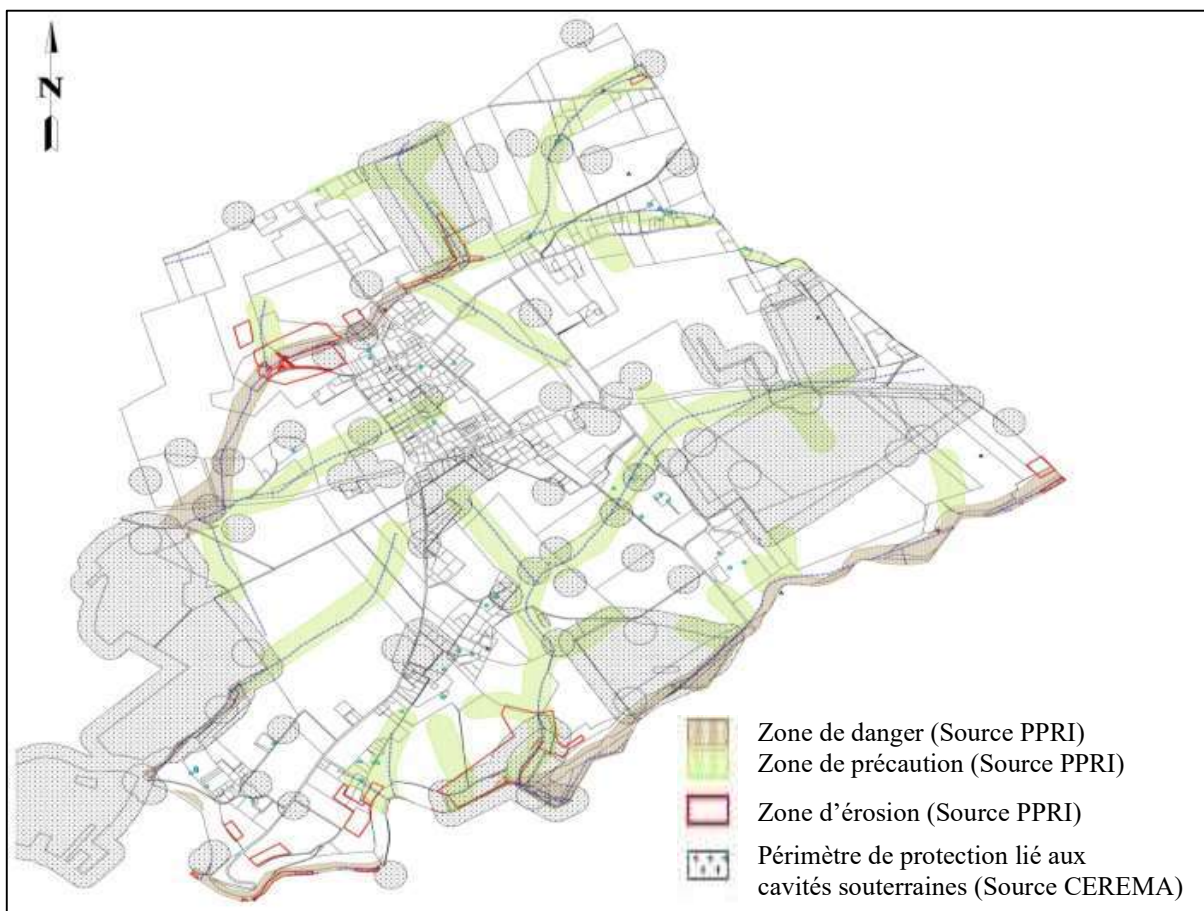 N
Zone de danger (Source PPRI)
Zone de précaution (Source PPRI)
Zone d’érosion (Source PPRI)
Périmètre de protection lié aux
cavités souterraines (Source CEREMA)